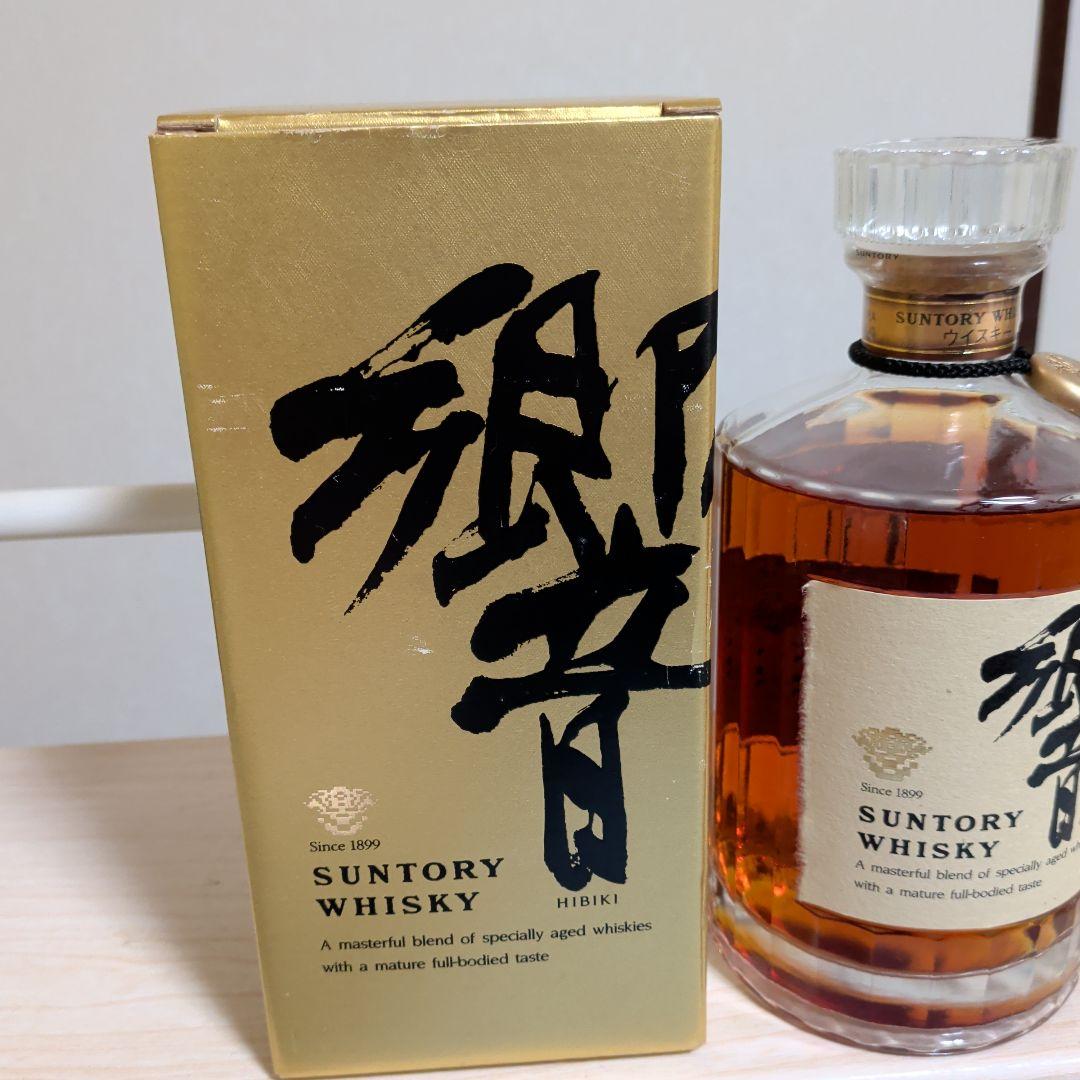 響
Since 1899
SUNTORY
WHISKY
HIBIKI
A masterful blend of specially aged whiskies
with a mature full-bodied taste
SUNTORY
SUNTORY
ウイスキー
響
Since 1899
SUNTORY
WHISKY
A masterful blend of specially aged
with a mature full-bodied taste